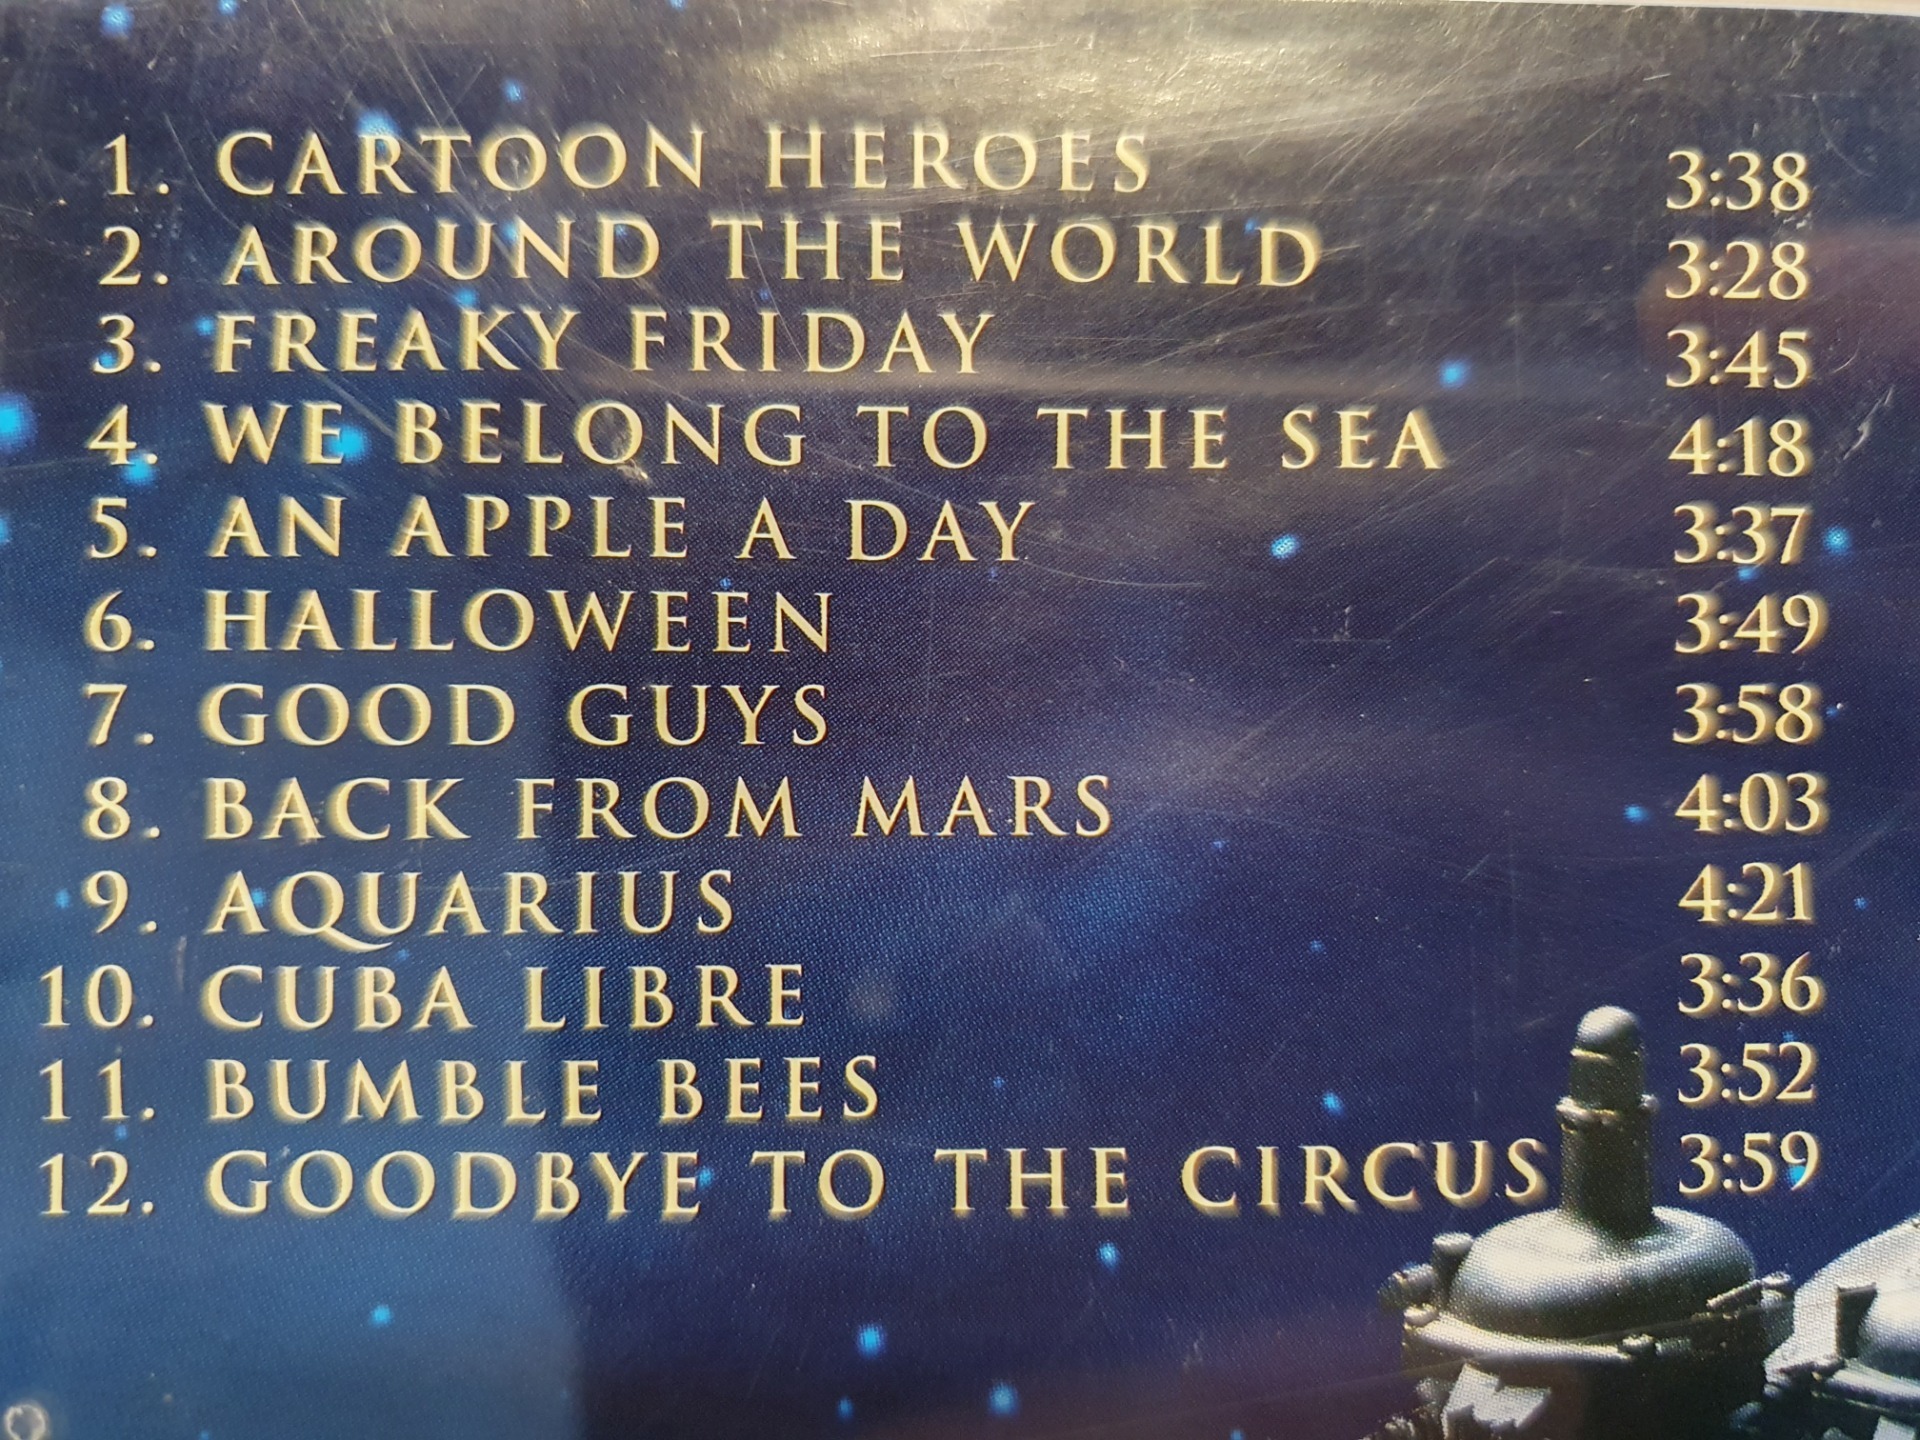 1. CARTOON HEROES 3:38
2. AROUND THE WORLD 3:28
3. FREAKY FRIDAY 3:45
4. WE BELONG TO THE SEA 4:18
5. AN APPLE A DAY 3:37
6. HALLOWEEN 3:49
7. GOOD GUYS 3:58
8. BACK FROM MARS 4:03
9. AQUARIUS 4:21
10. CUBA LIBRE 3:36
11. BUMBLE BEES 3:52
12. GOODBYE TO THE CIRCUS 3:59